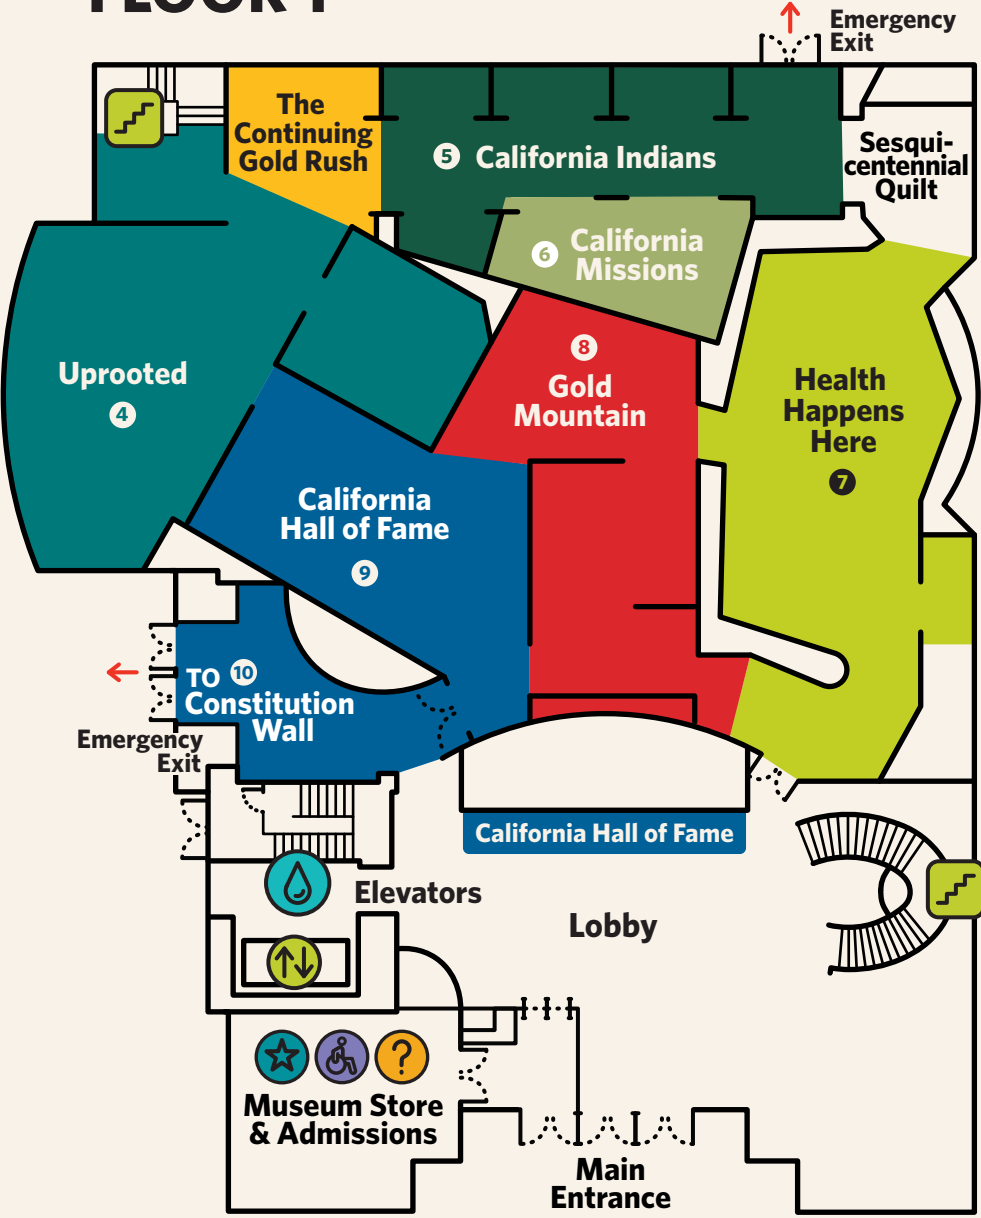 FLOOR 1
Emergency
Exit
The
Continuing
Gold Rush
5 California Indians
Sesqui-
centennial
Quilt
6 California
Missions
8
Gold
Mountain
Uprooted
4
Health
Happens
Here
7
California
Hall of Fame
9
TO 10
Constitution
Wall
Emergency
Exit
California Hall of Fame
Elevators
Lobby
?
Museum Store
& Admissions
Main
Entrance